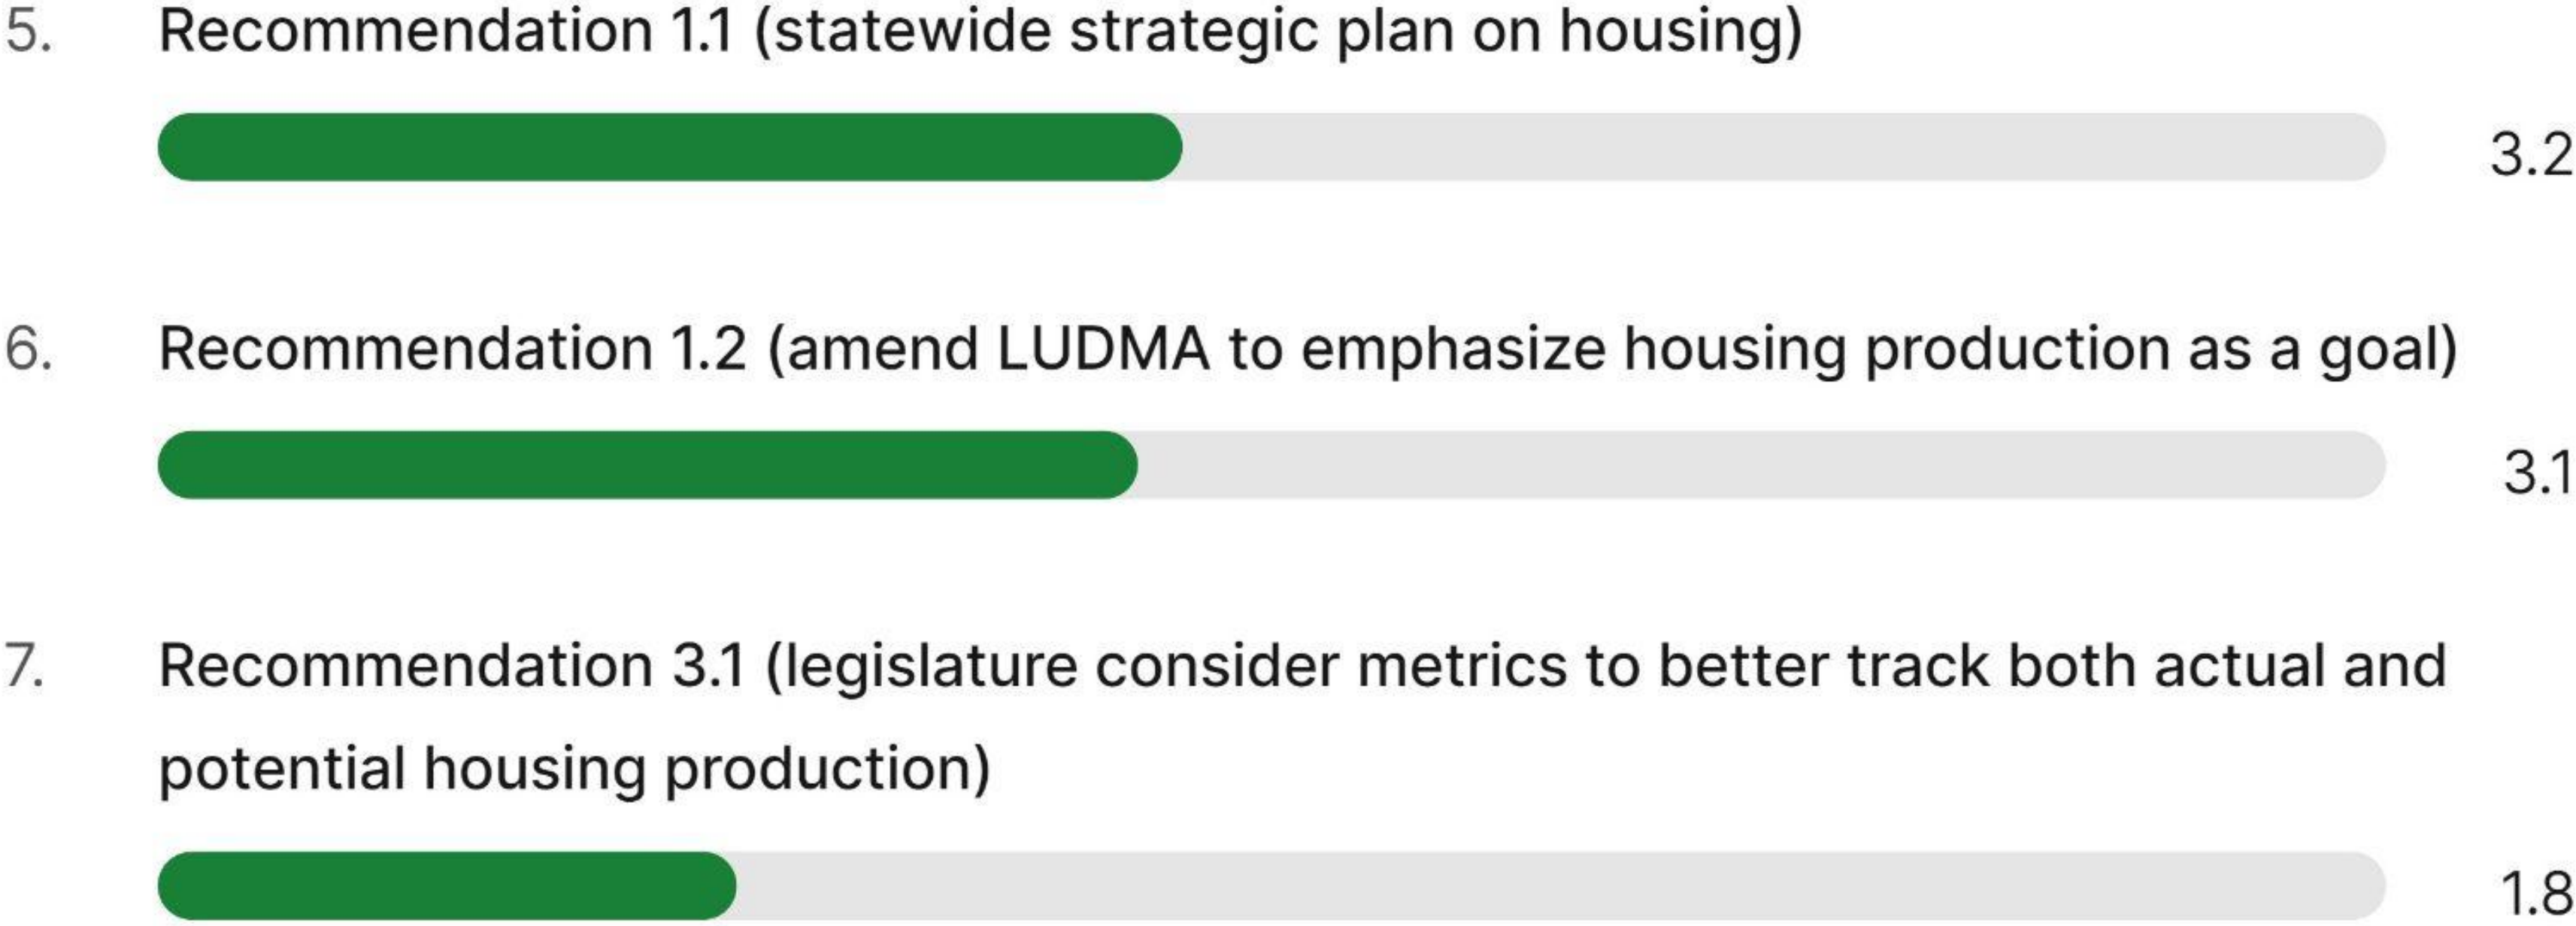 5. Recommendation 1.1 (statewide strategic plan on housing)
3.2
6. Recommendation 1.2 (amend LUDMA to emphasize housing production as a goal)
3.1
7. Recommendation 3.1 (legislature consider metrics to better track both actual and
potential housing production)
1.8